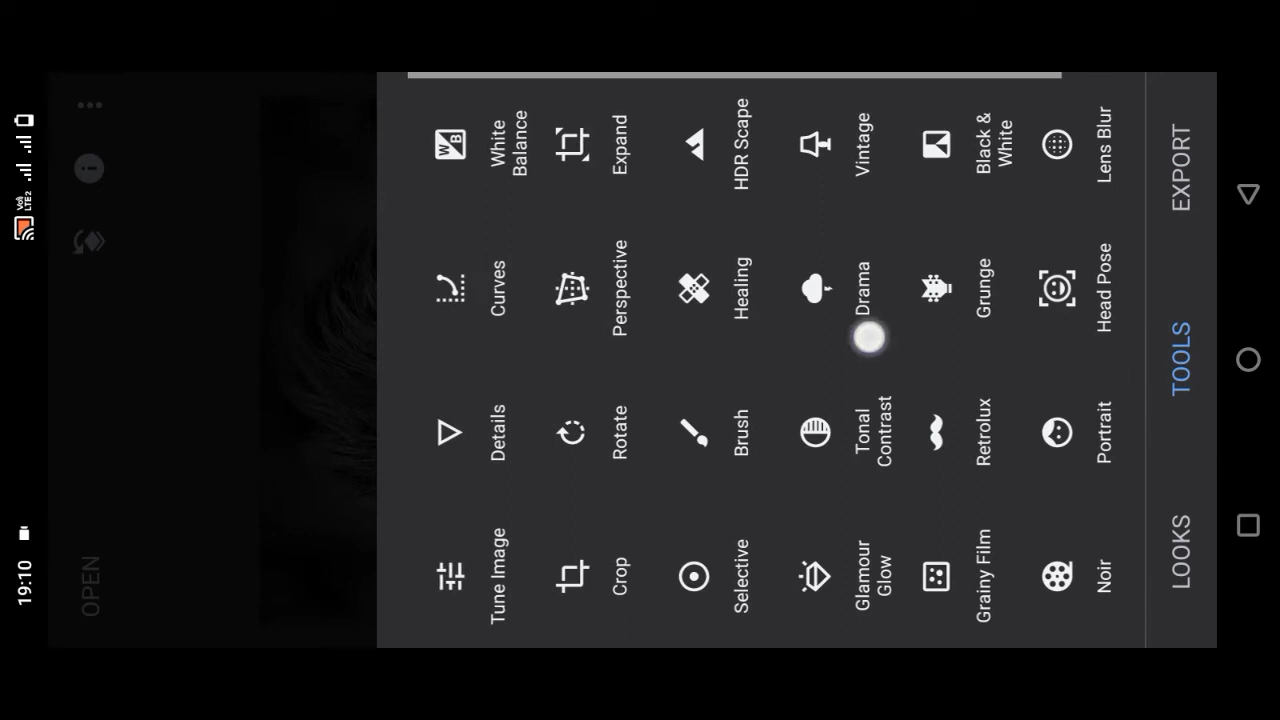 19:10
Vo)
LTE2
OPEN
Tune Image
Details
Curves
White
Balance
Crop
Rotate
Perspective
Expand
Selective
Brush
Healing
HDR Scape
Glamour
Glow
Tonal
Contrast
Drama
Vintage
Grainy Film
Retrolux
Grunge
Black &
White
Noir
Portrait
Head Pose
Lens Blur
LOOKS
TOOLS
EXPORT